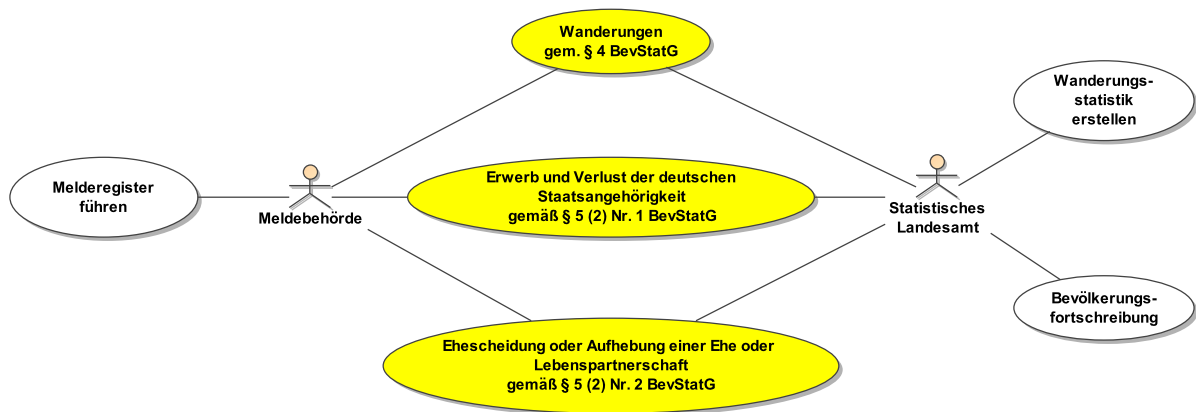 Wanderungen
gem. § 4 BevStatG
Wanderungs-
statistik
erstellen
Melderegister
führen
Meldebehörde
Erwerb und Verlust der deutschen
Staatsangehörigkeit
gemäß § 5 (2) Nr. 1 BevStatG
Statistisches
Landesamt
Bevölkerungs-
fortschreibung
Ehescheidung oder Aufhebung einer Ehe oder
Lebenspartnerschaft
gemäß § 5 (2) Nr. 2 BevStatG